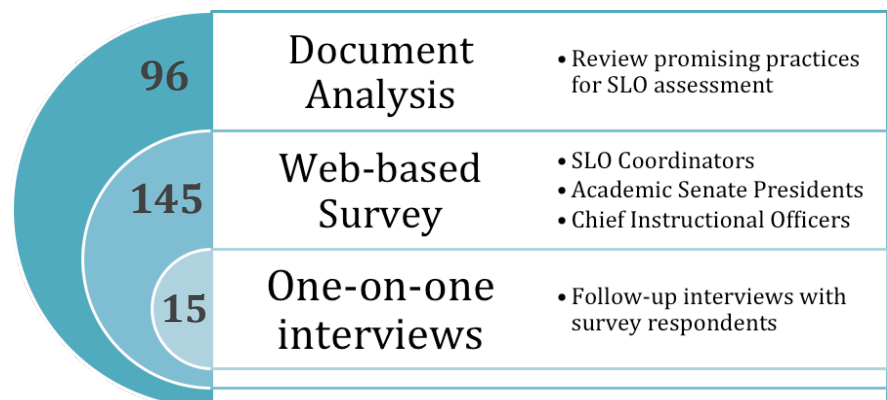 96
Document
Analysis
• Review promising practices
for SLO assessment
145
Web-based
Survey
• SLO Coordinators
• Academic Senate Presidents
• Chief Instructional Officers
15
One-on-one
interviews
• Follow-up interviews with
survey respondents